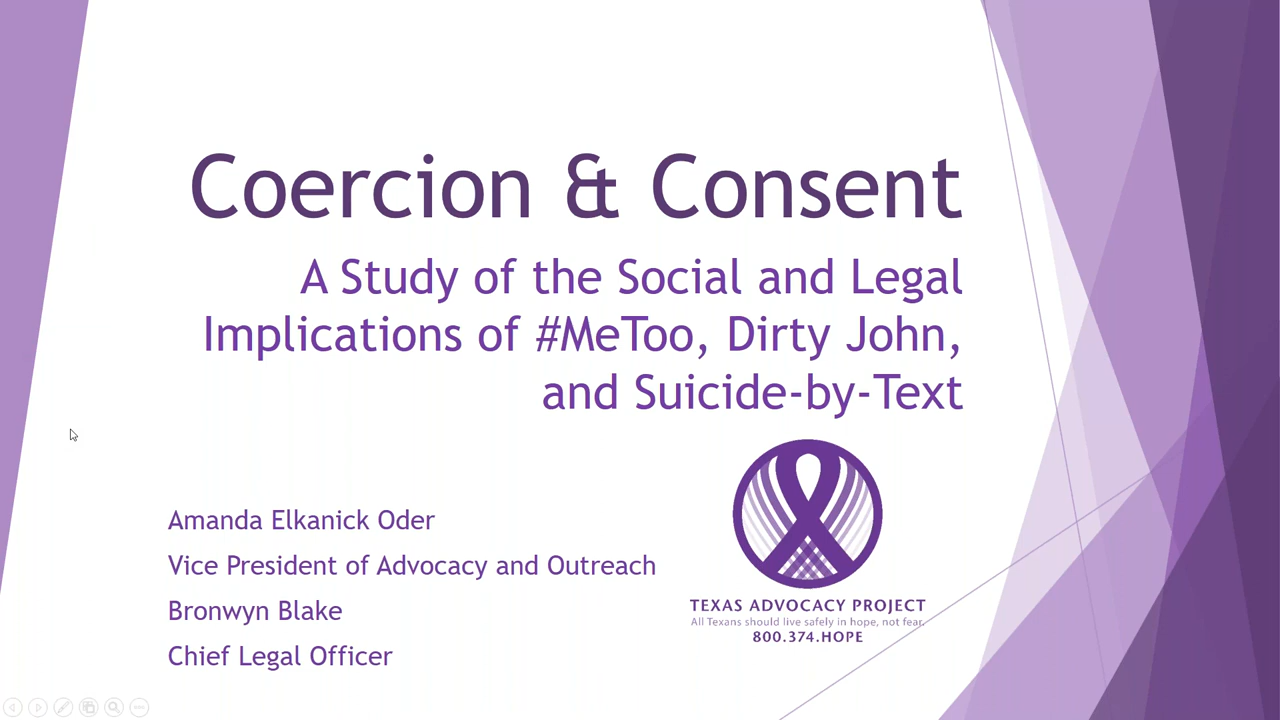 Coercion & Consent
A Study of the Social and Legal
Implications of #MeToo, Dirty John,
and Suicide-by-Text
Amanda Elkanick Oder
Vice President of Advocacy and Outreach
Bronwyn Blake
Chief Legal Officer
TEXAS ADVOCACY PROJECT
All Texans should live safely in hope, not fear.
800.374.HOPE